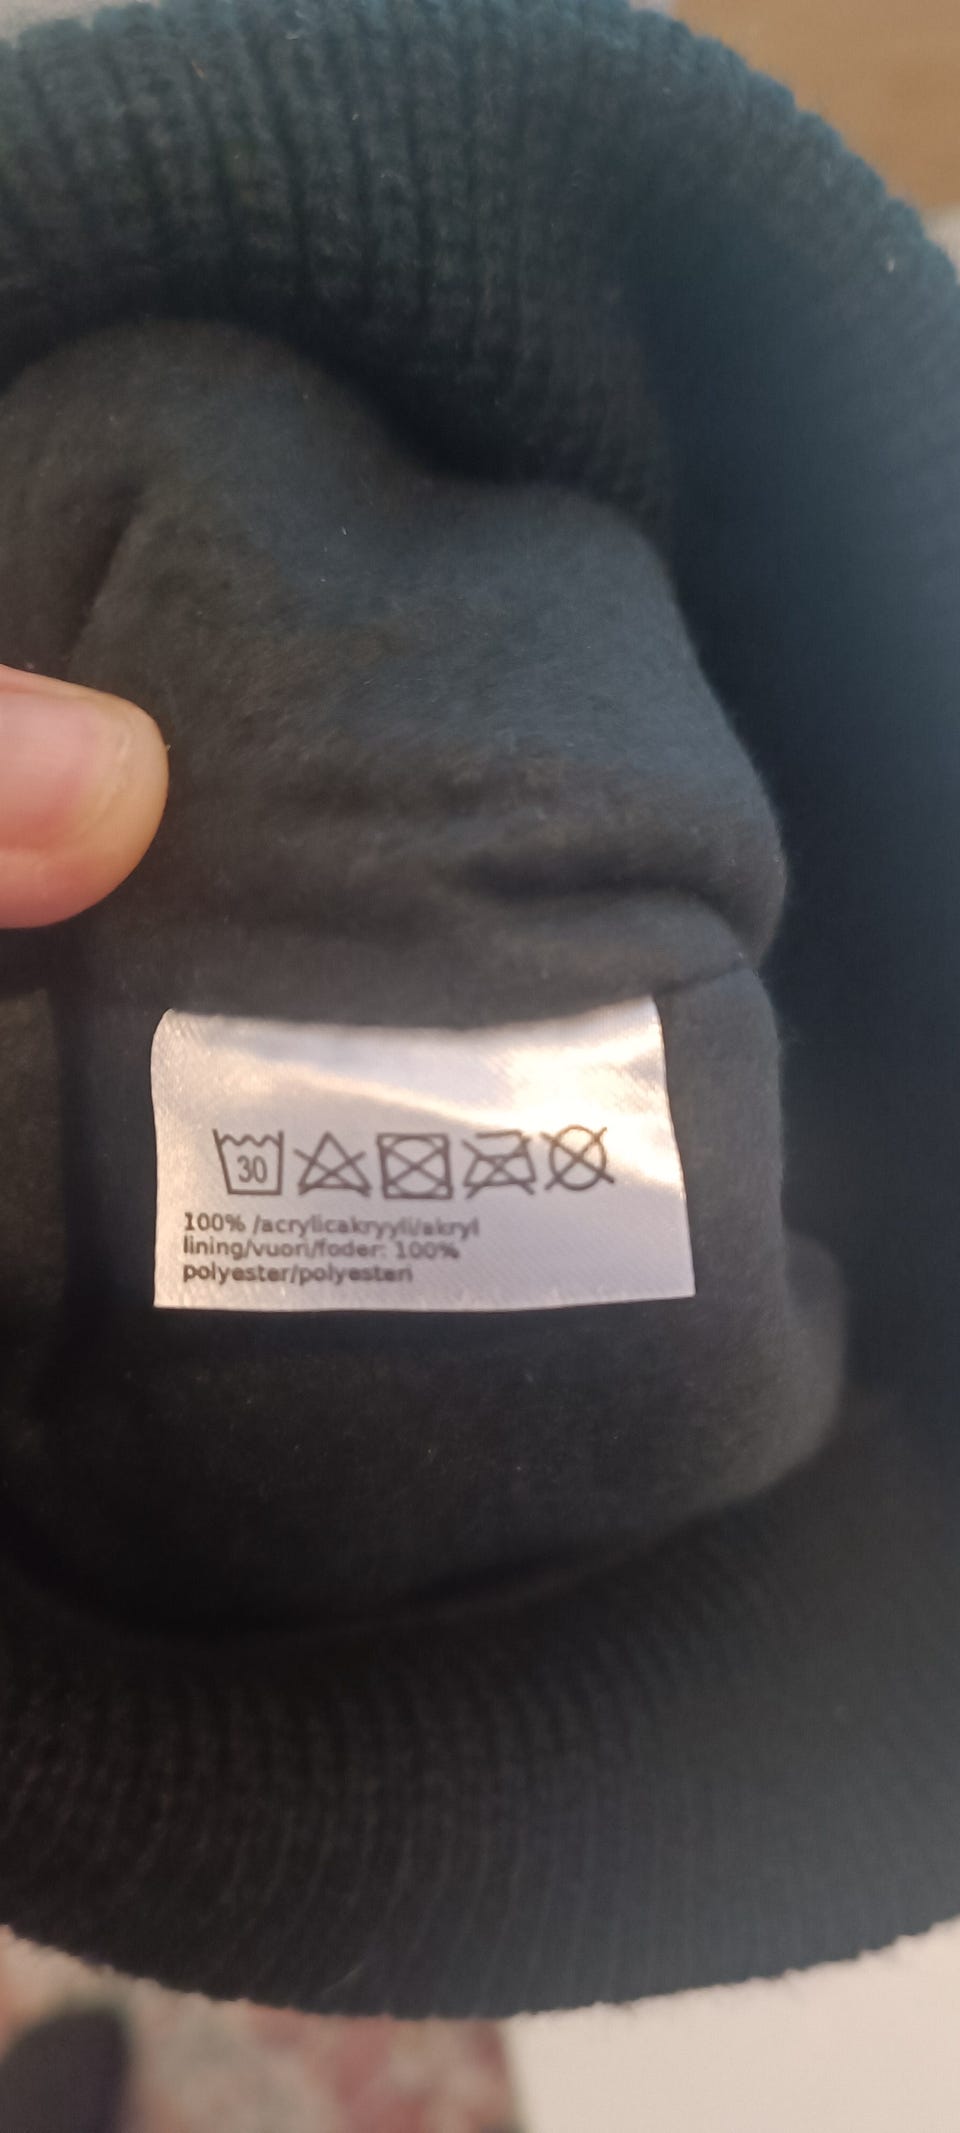 30
100% /acrylicakryyli/akryl
lining/vuori/foder: 100%
polyester/polyesteri